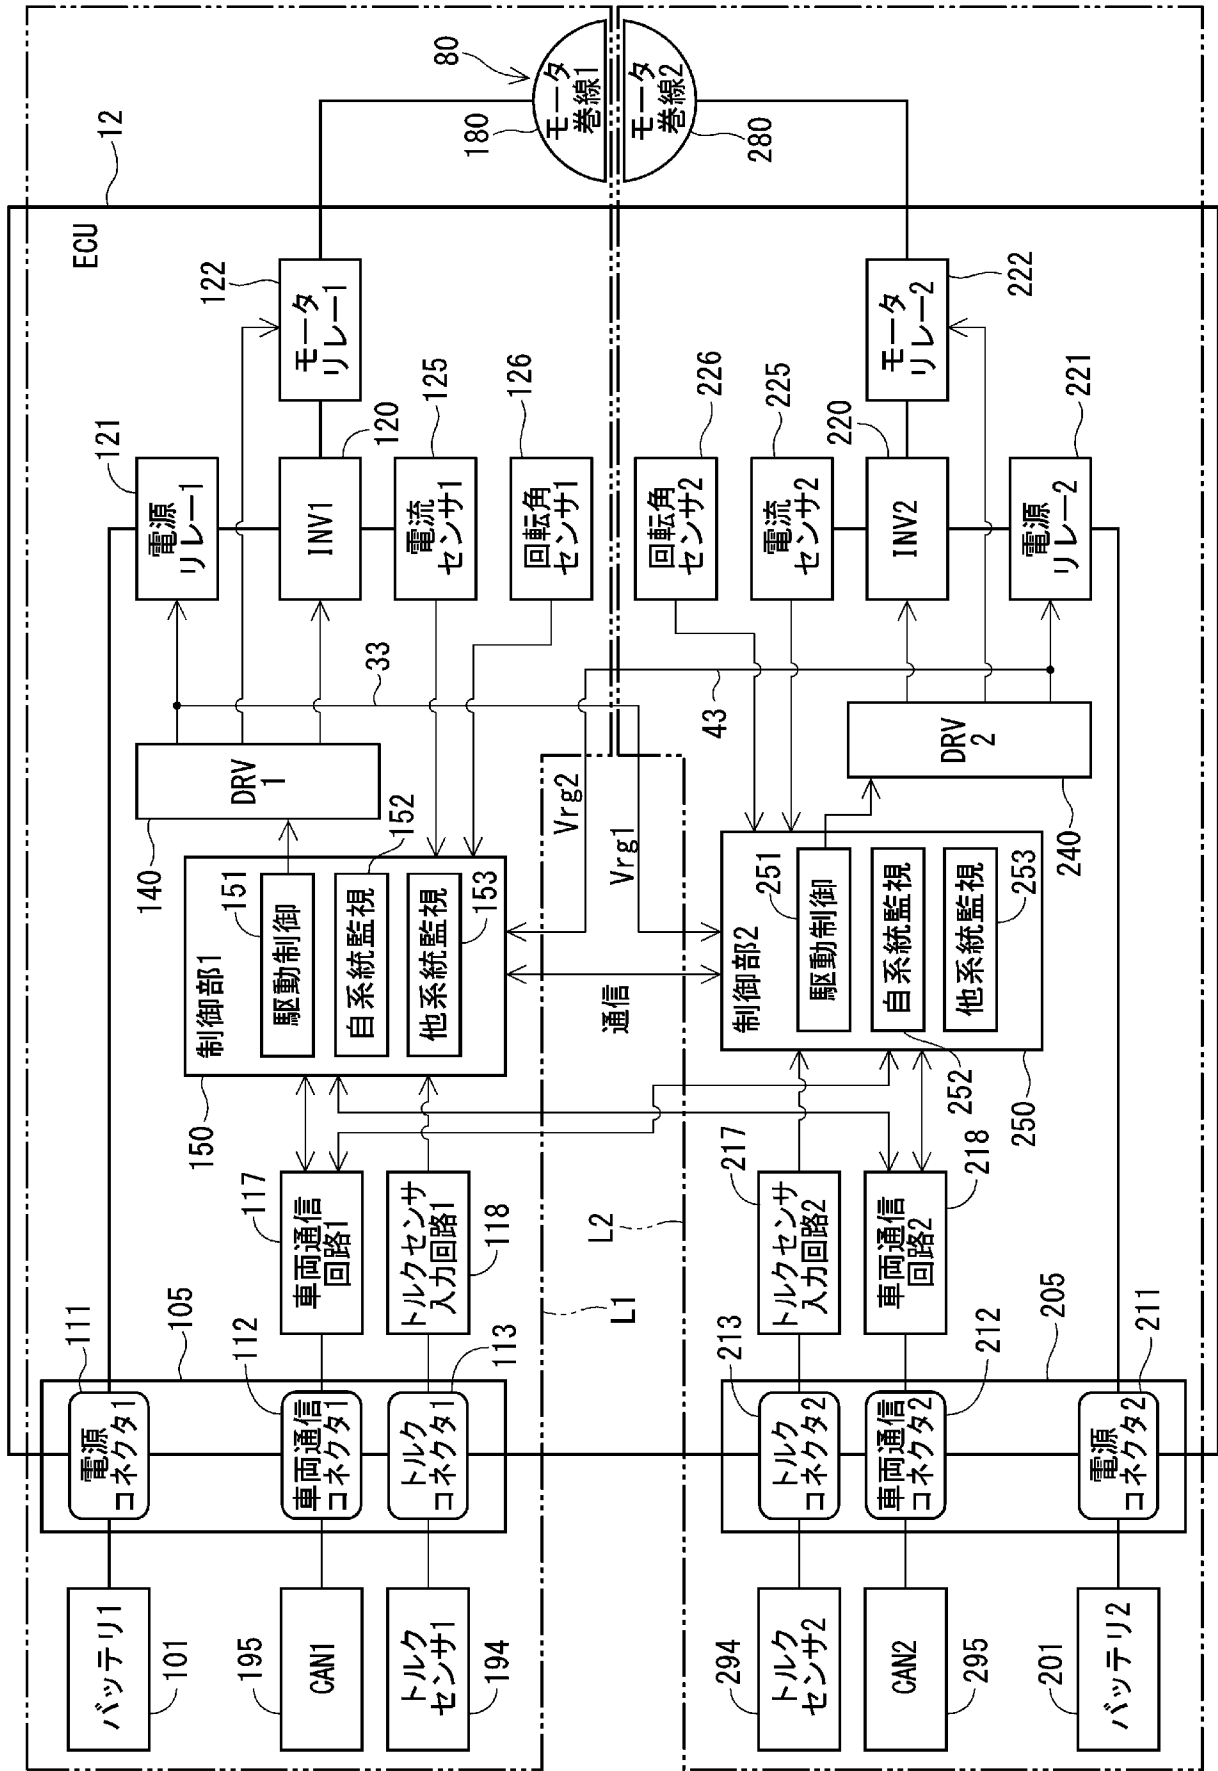 12
ECU
80
180
モータ
巻線1
モータ
巻線2
280
L1
L2
105
バッテリ1
101
111
電源
コネクタ1
121
電源
リレー1
122
モータ
リレー1
INV1
120
電流
センサ1
125
回転角
センサ1
126
DRV
1
140
33
制御部1
150
151
駆動制御
152
自系統監視
153
他系統監視
195
CAN1
112
車両通信
コネクタ1
117
車両通信
回路1
トルク
センサ1
194
トルク
コネクタ1
113
トルクセンサ
入力回路1
118
通信
Vrg2
Vrg1
294
トルク
センサ2
213
トルク
コネクタ2
217
トルクセンサ
入力回路2
CAN2
295
車両通信
コネクタ2
212
車両通信
回路2
218
制御部2
250
251
駆動制御
自系統監視
252
他系統監視
253
43
DRV
2
240
回転角
センサ2
226
電流
センサ2
225
INV2
220
モータ
リレー2
222
電源
リレー2
221
205
電源
コネクタ2
211
バッテリ2
201